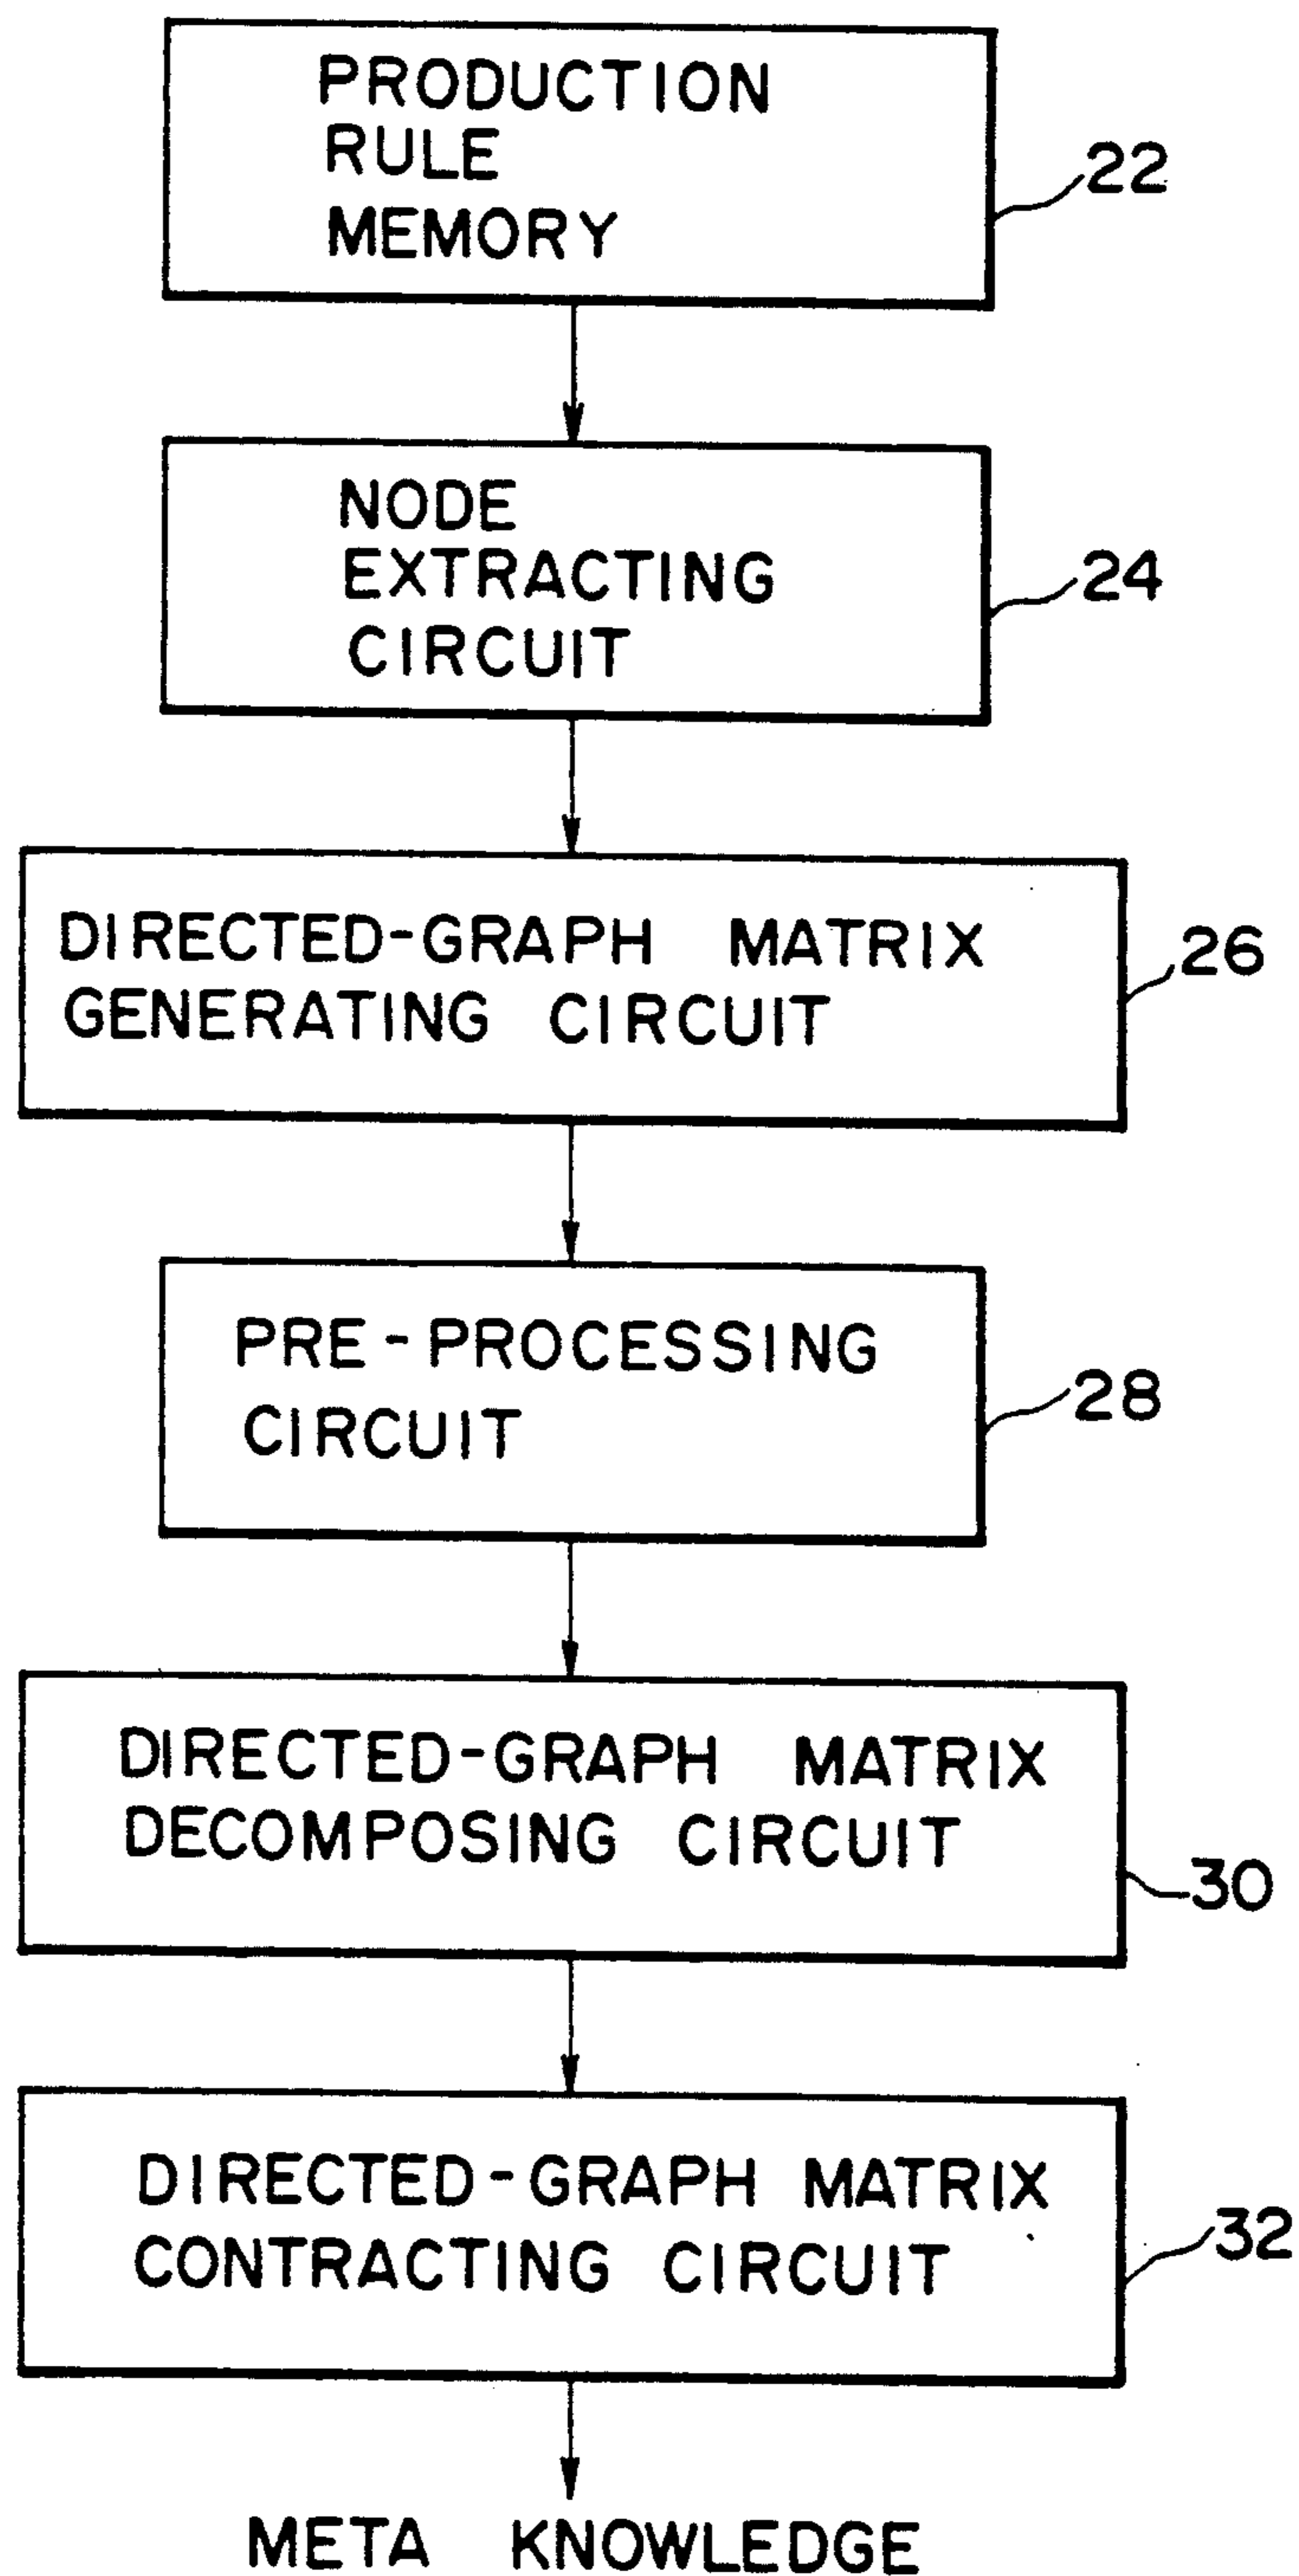 PRODUCTION
RULE
MEMORY
22
NODE
EXTRACTING
CIRCUIT
24
DIRECTED-GRAPH MATRIX
GENERATING CIRCUIT
26
PRE-PROCESSING
CIRCUIT
28
DIRECTED-GRAPH MATRIX
DECOMPOSING CIRCUIT
30
DIRECTED-GRAPH MATRIX
CONTRACTING CIRCUIT
32
META KNOWLEDGE